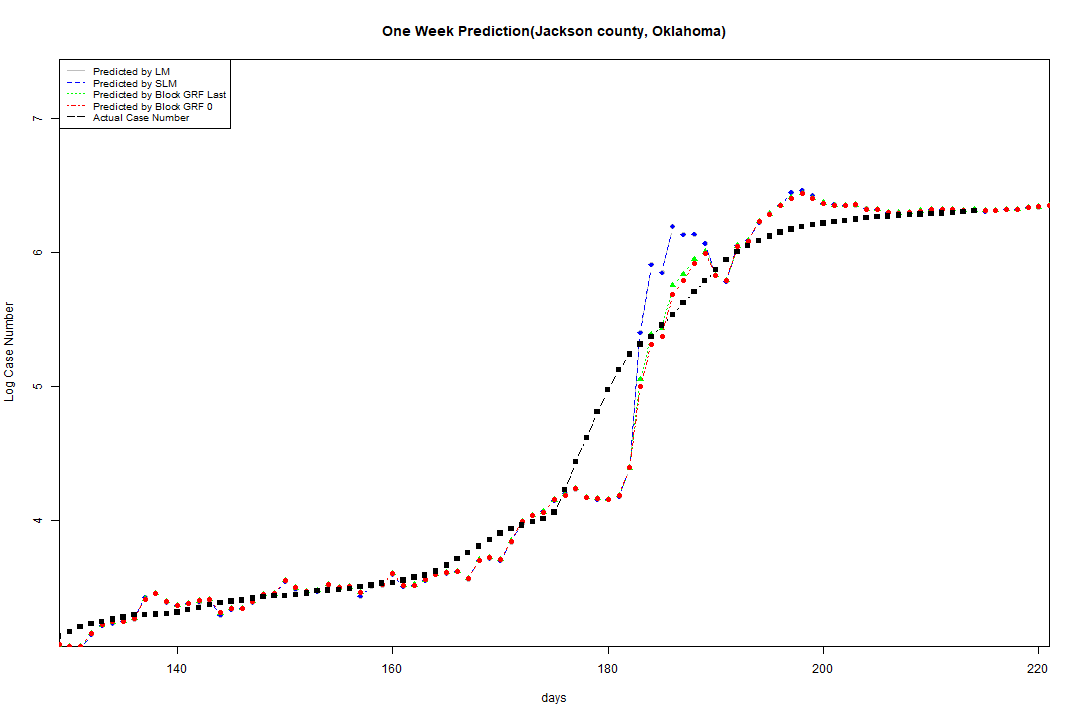 One Week Prediction(Jackson county, Oklahoma)
Predicted by LM
Predicted by SLM
Predicted by Block GRF Last
Predicted by Block GRF 0
Actual Case Number
7
6
5
4
Log Case Number
140 160 180 200 220
days